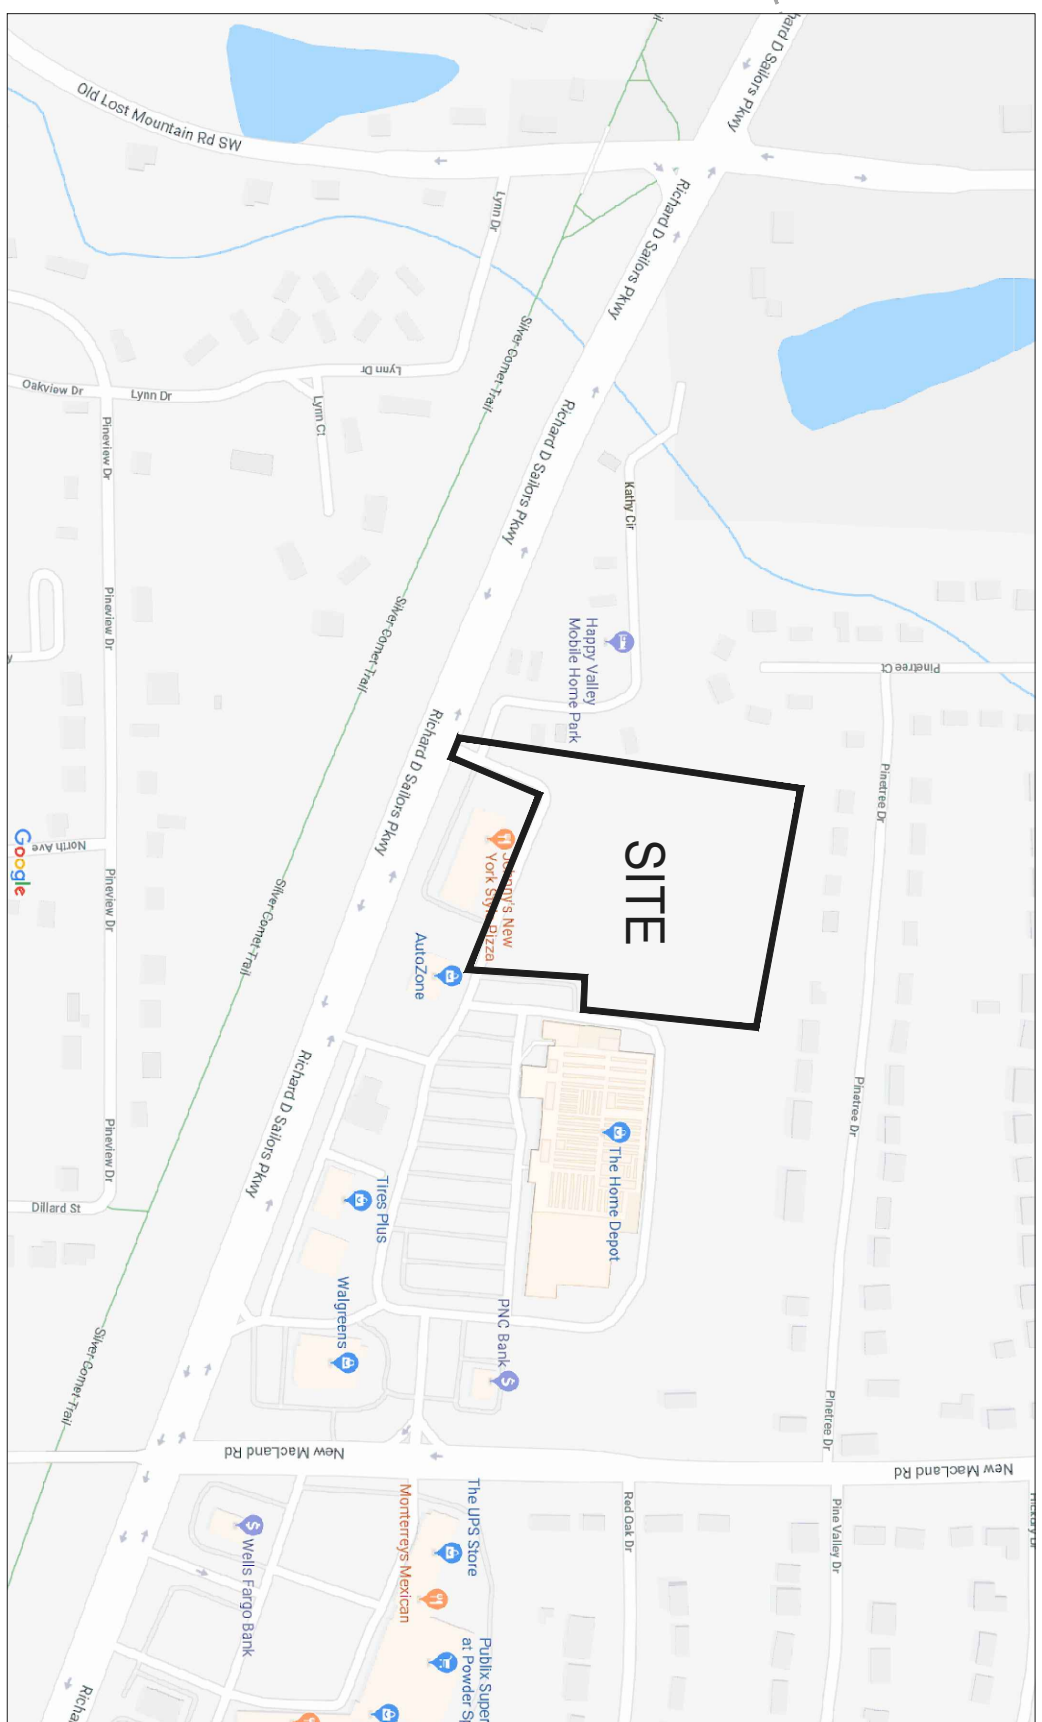 Richard D Sailors Pkwy
Old Lost Mountain Rd SW
Lynn Dr
Richard D Sailors Pkwy
Silver-Comet-Trail
Lynn Dr
Oakview Dr
Lynn Dr
Lynn Ct
Richard D Sailors Pkwy
Pineview Dr
Kathy Cir
Pineview Dr
Silver-Comet-Trail
Happy Valley
Mobile Home Park
Pinetree Ct
Richard D Sailors Pkwy
Pinetree Dr
Google
North Ave
Pineview Dr
Johnny's New
York Style Pizza
SITE
Silver-Comet-Trail
AutoZone
Richard D Sailors Pkwy
Pinetree Dr
The Home Depot
Pineview Dr
Dillard St
Tires Plus
Walgreens
PNC Bank
Silver-Comet-Trail
Pinetree Dr
New MacLand Rd
New MacLand Rd
The UPS Store
Monterreys Mexican
Red Oak Dr
Pine Valley Dr
Wells Fargo Bank
Publix Super
at Powder Sp